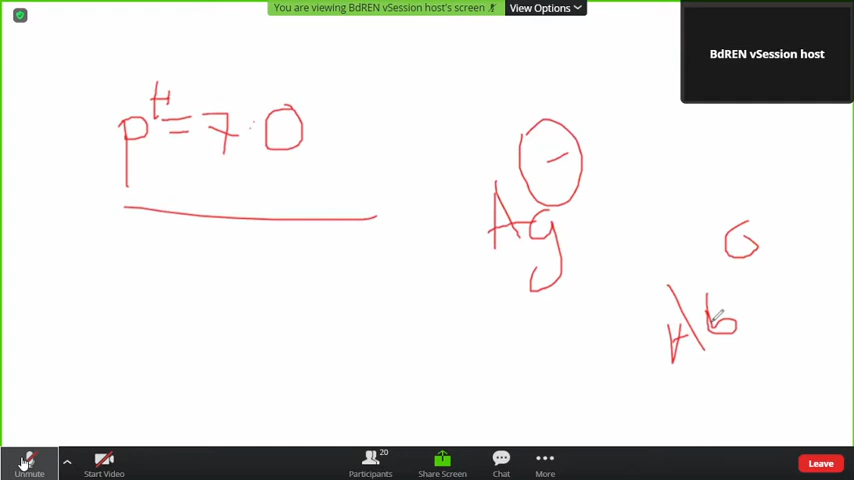 You are viewing BdREN vSession host's screen
View Options
BdREN vSession host
pH = 7.0
Ag
Ab
Unmute
Start Video
20
Participants
Share Screen
Chat
More
Leave